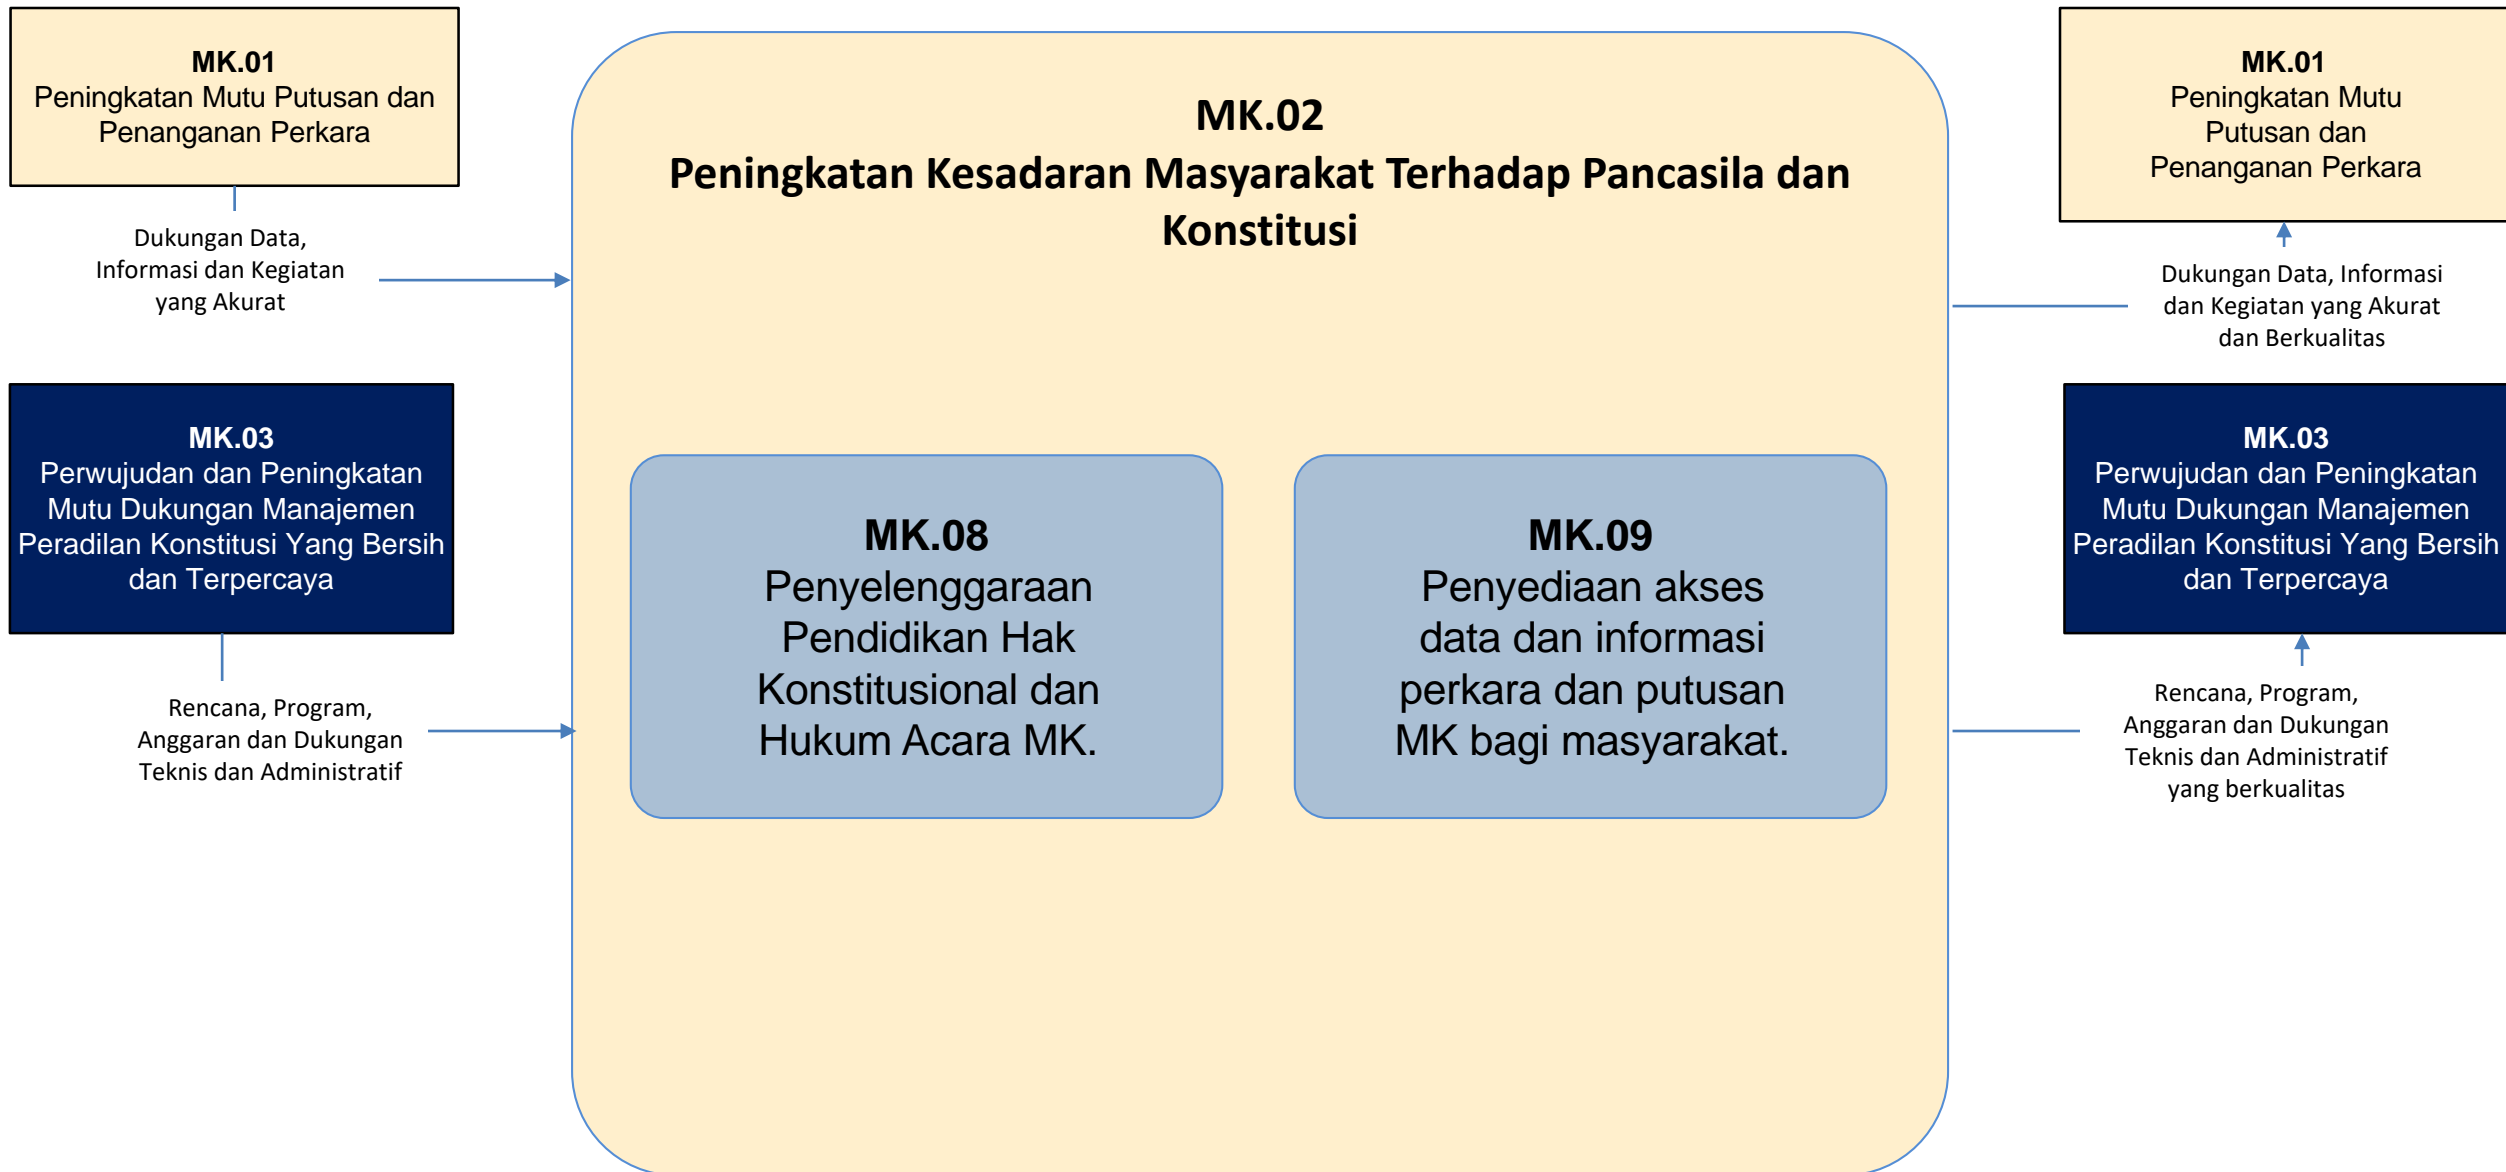 MK.01
Peningkatan Mutu Putusan dan
Penanganan Perkara
Dukungan Data,
Informasi dan Kegiatan
yang Akurat
MK.03
Perwujudan dan Peningkatan
Mutu Dukungan Manajemen
Peradilan Konstitusi Yang Bersih
dan Terpercaya
Rencana, Program,
Anggaran dan Dukungan
Teknis dan Administratif
MK.02
Peningkatan Kesadaran Masyarakat Terhadap Pancasila dan
Konstitusi
MK.08
Penyelenggaraan
Pendidikan Hak
Konstitusional dan
Hukum Acara MK.
MK.09
Penyediaan akses
data dan informasi
perkara dan putusan
MK bagi masyarakat.
MK.01
Peningkatan Mutu
Putusan dan
Penanganan Perkara
Dukungan Data, Informasi
dan Kegiatan yang Akurat
dan Berkualitas
MK.03
Perwujudan dan Peningkatan
Mutu Dukungan Manajemen
Peradilan Konstitusi Yang Bersih
dan Terpercaya
Rencana, Program,
Anggaran dan Dukungan
Teknis dan Administratif
yang berkualitas